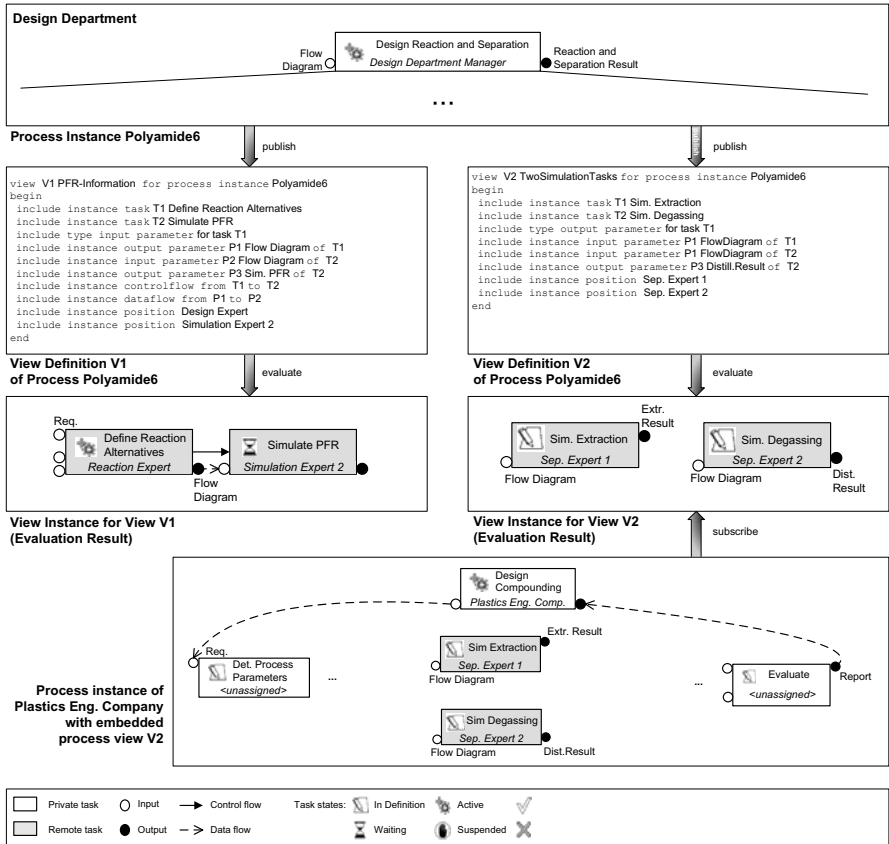 Design Department
Design Reaction and Separation
Design Department Manager
Flow
Diagram
Reaction and
Separation Result
...
Process Instance Polyamide6
publish
publish
view V1 PFR-Information for process instance Polyamide6
begin
include instance task T1 Define Reaction Alternatives
include instance task T2 Simulate PFR
include type input parameter for task T1
include instance output parameter P1 Flow Diagram of T1
include instance input parameter P2 Flow Diagram of T2
include instance output parameter P3 Sim. PFR of T2
include instance controlflow from T1 to T2
include instance dataflow from P1 to P2
include instance position Design Expert
include instance position Simulation Expert 2
end
view V2 TwoSimulationTasks for process instance Polyamide6
begin
include instance task T1 Sim. Extraction
include instance task T2 Sim. Degassing
include type output parameter for task T1
include instance input parameter P1 FlowDiagram of T1
include instance input parameter P1 FlowDiagram of T2
include instance output parameter P3 Distill.Result of T2
include instance position Sep. Expert 1
include instance position Sep. Expert 2
end
View Definition V1
of Process Polyamide6
evaluate
View Definition V2
of Process Polyamide6
evaluate
Req.
Define Reaction
Alternatives
Reaction Expert
Flow
Diagram
Simulate PFR
Simulation Expert 2
Extr.
Result
Sim. Extraction
Sep. Expert 1
Flow Diagram
Sim. Degassing
Sep. Expert 2
Flow Diagram
Dist.
Result
View Instance for View V1
(Evaluation Result)
View Instance for View V2
(Evaluation Result)
subscribe
Design
Compounding
Plastics Eng. Comp.
Req.
Det. Process
Parameters
<unassigned>
...
Extr. Result
Sim Extraction
Sep. Expert 1
Flow Diagram
...
Evaluate
<unassigned>
Report
Sim Degassing
Sep. Expert 2
Flow Diagram
Dist.Result
Process instance of
Plastics Eng. Company
with embedded
process view V2
Private task
Input
Control flow
Task states:
In Definition
Active
Remote task
Output
Data flow
Waiting
Suspended